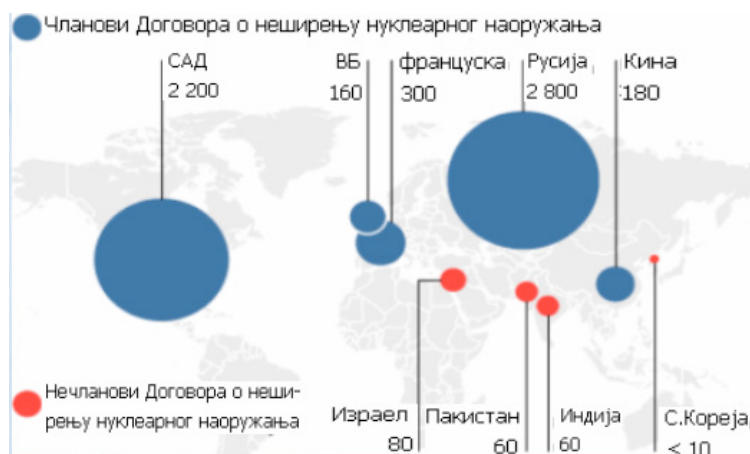 Чланови Договора о неширењу нуклеарног наоружања
САД
2 200
ВБ
160
француска
300
Русија
2 800
Кина
180
Нечланови Договора о неши-
рењу нуклеарног наоружања
Израел
80
Пакистан
60
Индија
60
С.Кореја
< 10